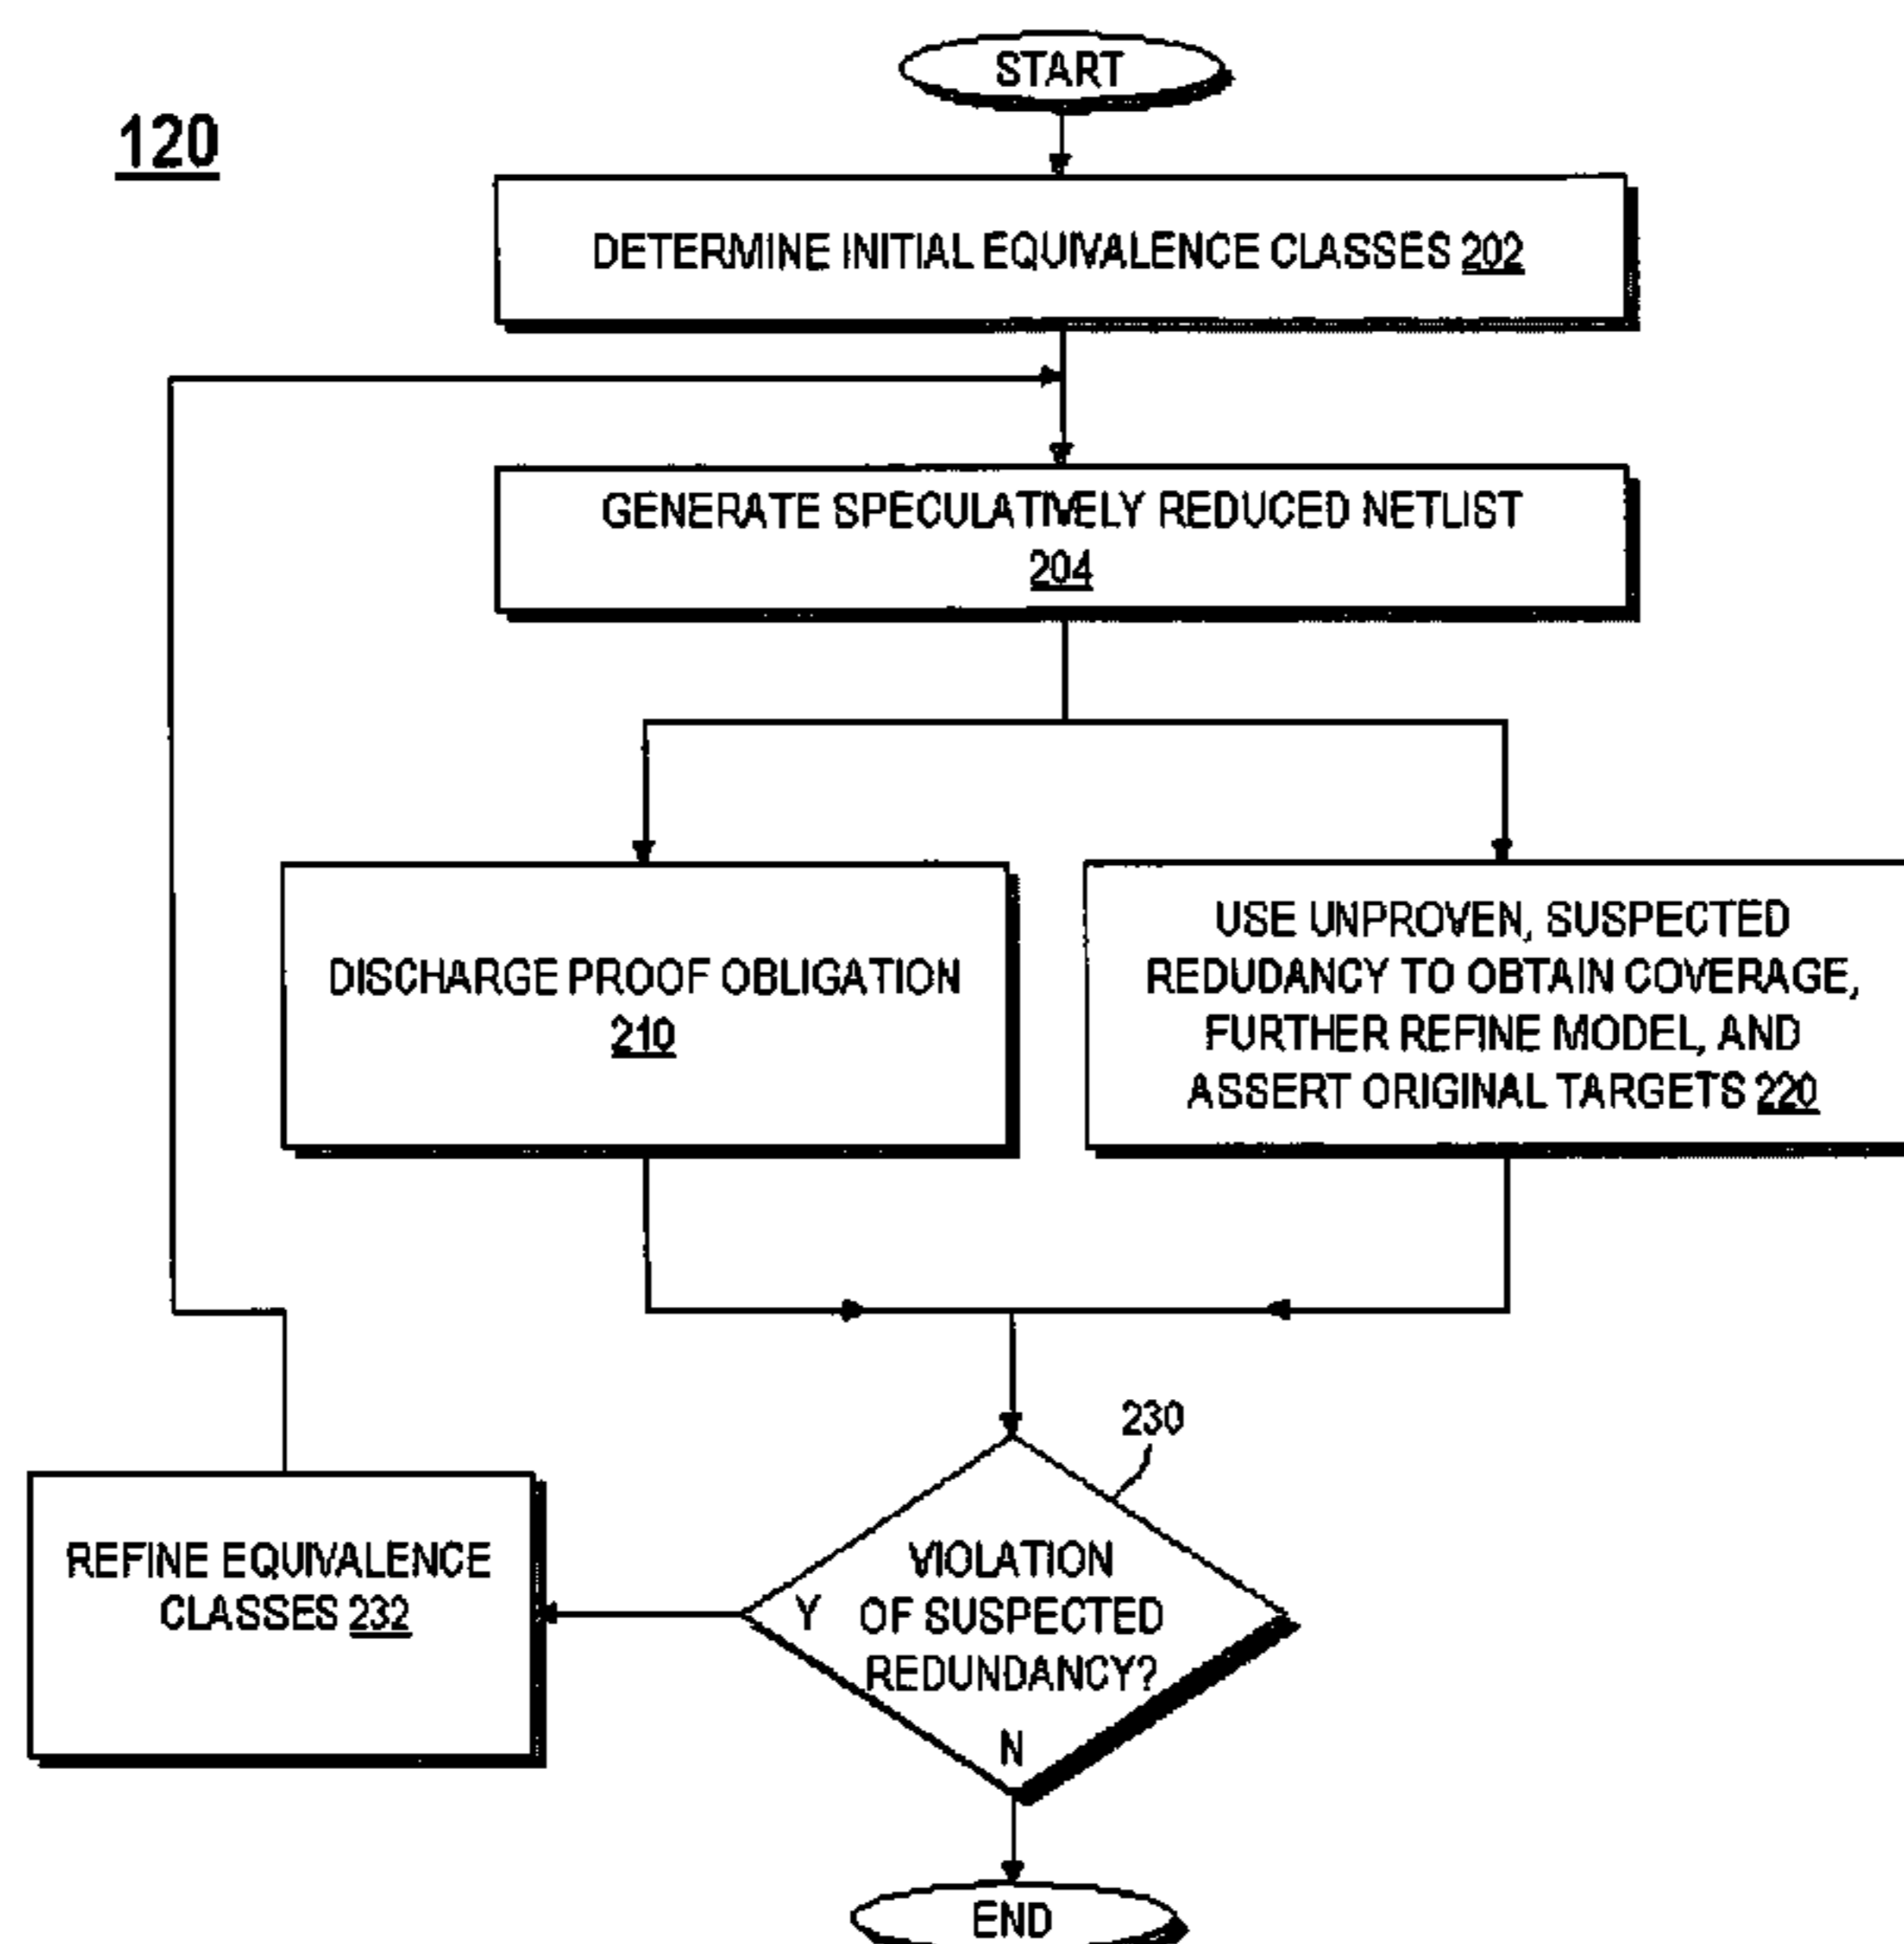 START
120
DETERMINE INITIAL EQUIVALENCE CLASSES 202
GENERATE SPECULATIVELY REDUCED NETLIST
204
DISCHARGE PROOF OBLIGATION
210
USE UNPROVEN, SUSPECTED
REDUDANCY TO OBTAIN COVERAGE,
FURTHER REFINE MODEL, AND
ASSERT ORIGINAL TARGETS 220
230
VIOLATION
OF SUSPECTED
REDUNDANCY?
Y
N
REFINE EQUIVALENCE
CLASSES 232
END